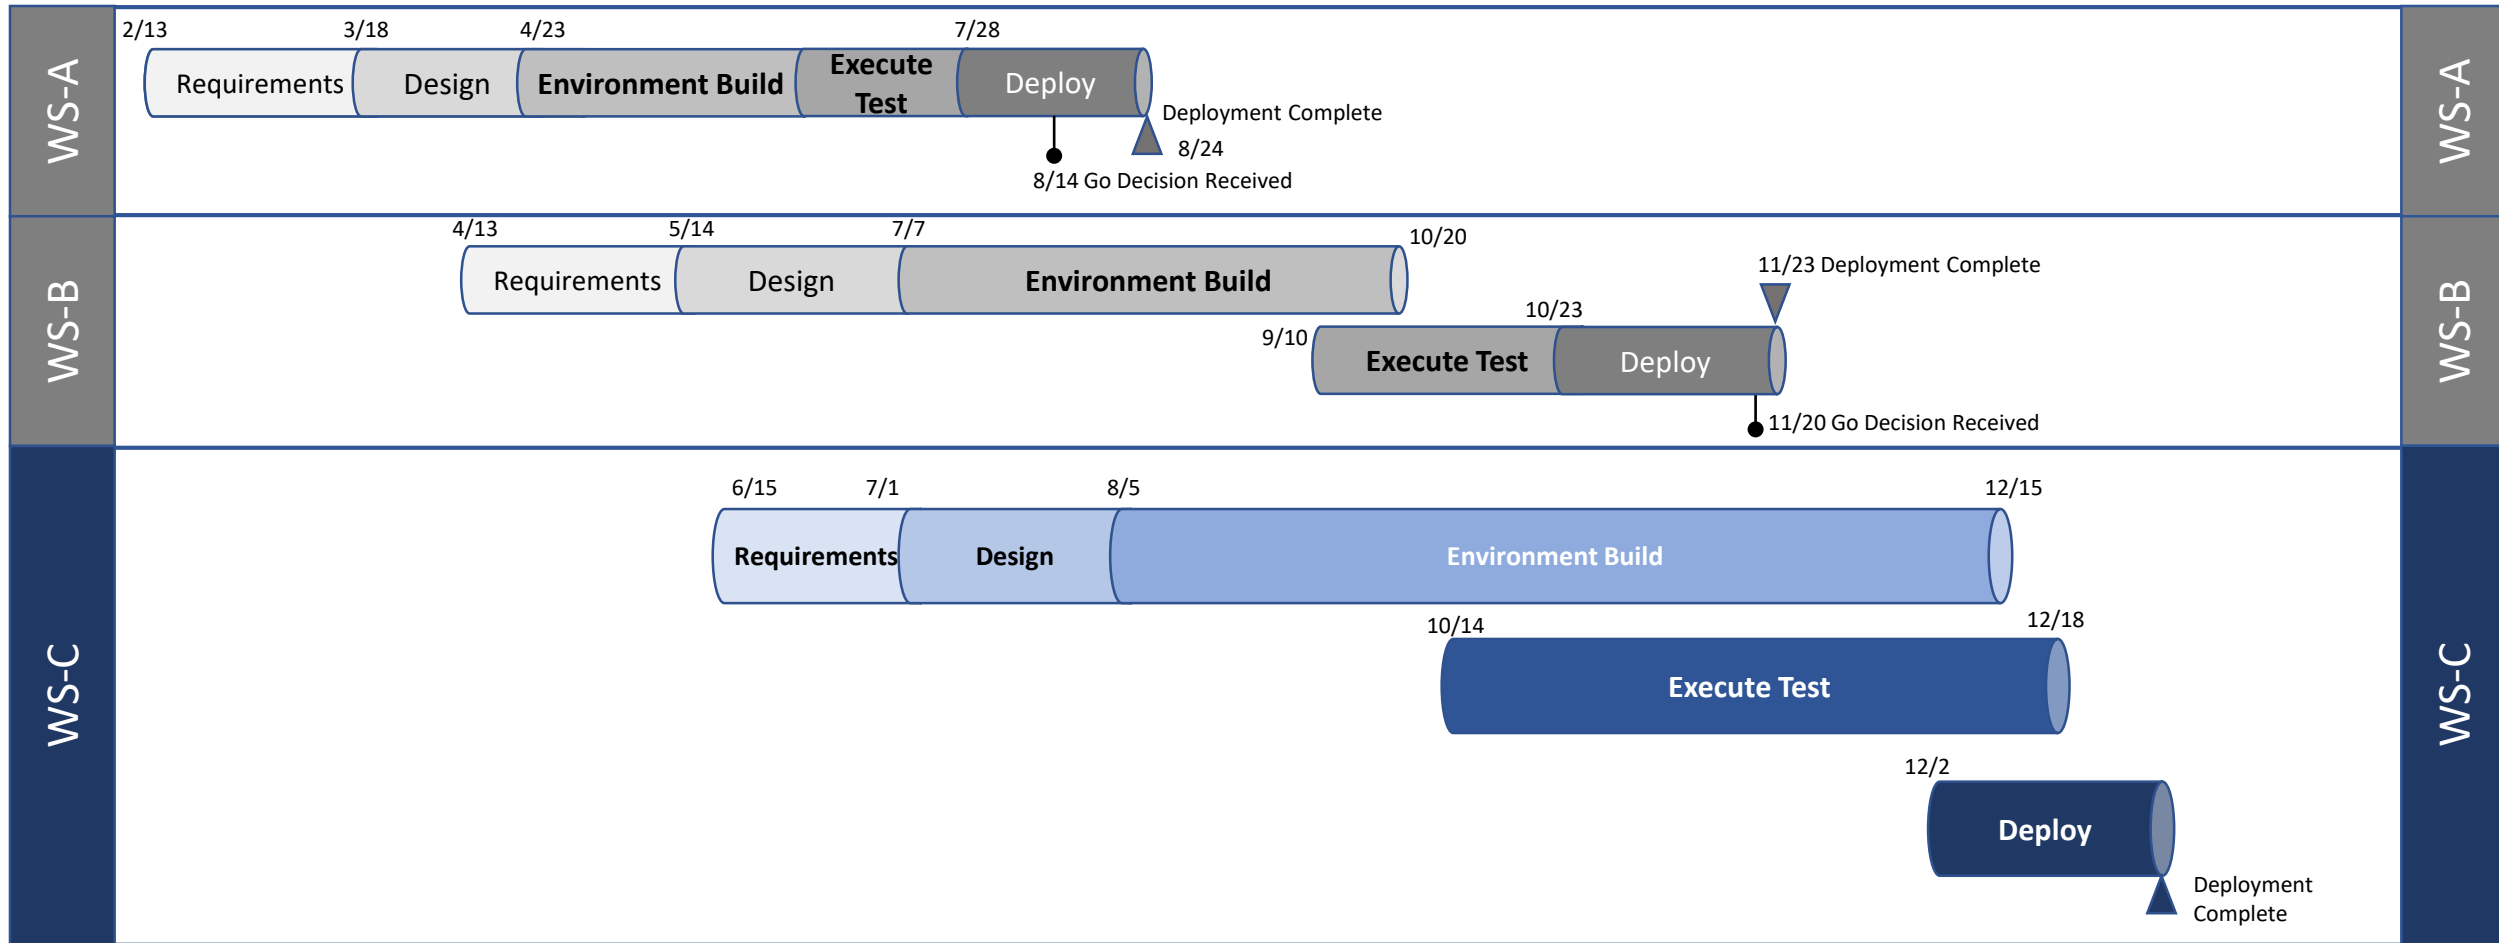 WS-A
WS-A
2/13
3/18
4/23
7/28
Requirements
Design
Environment Build
Execute
Test
Deploy
Deployment Complete
8/24
8/14 Go Decision Received
WS-B
WS-B
4/13
5/14
7/7
10/20
Requirements
Design
Environment Build
11/23 Deployment Complete
9/10
10/23
Execute Test
Deploy
11/20 Go Decision Received
WS-C
WS-C
6/15
7/1
8/5
12/15
Requirements
Design
Environment Build
10/14
12/18
Execute Test
12/2
Deploy
Deployment
Complete